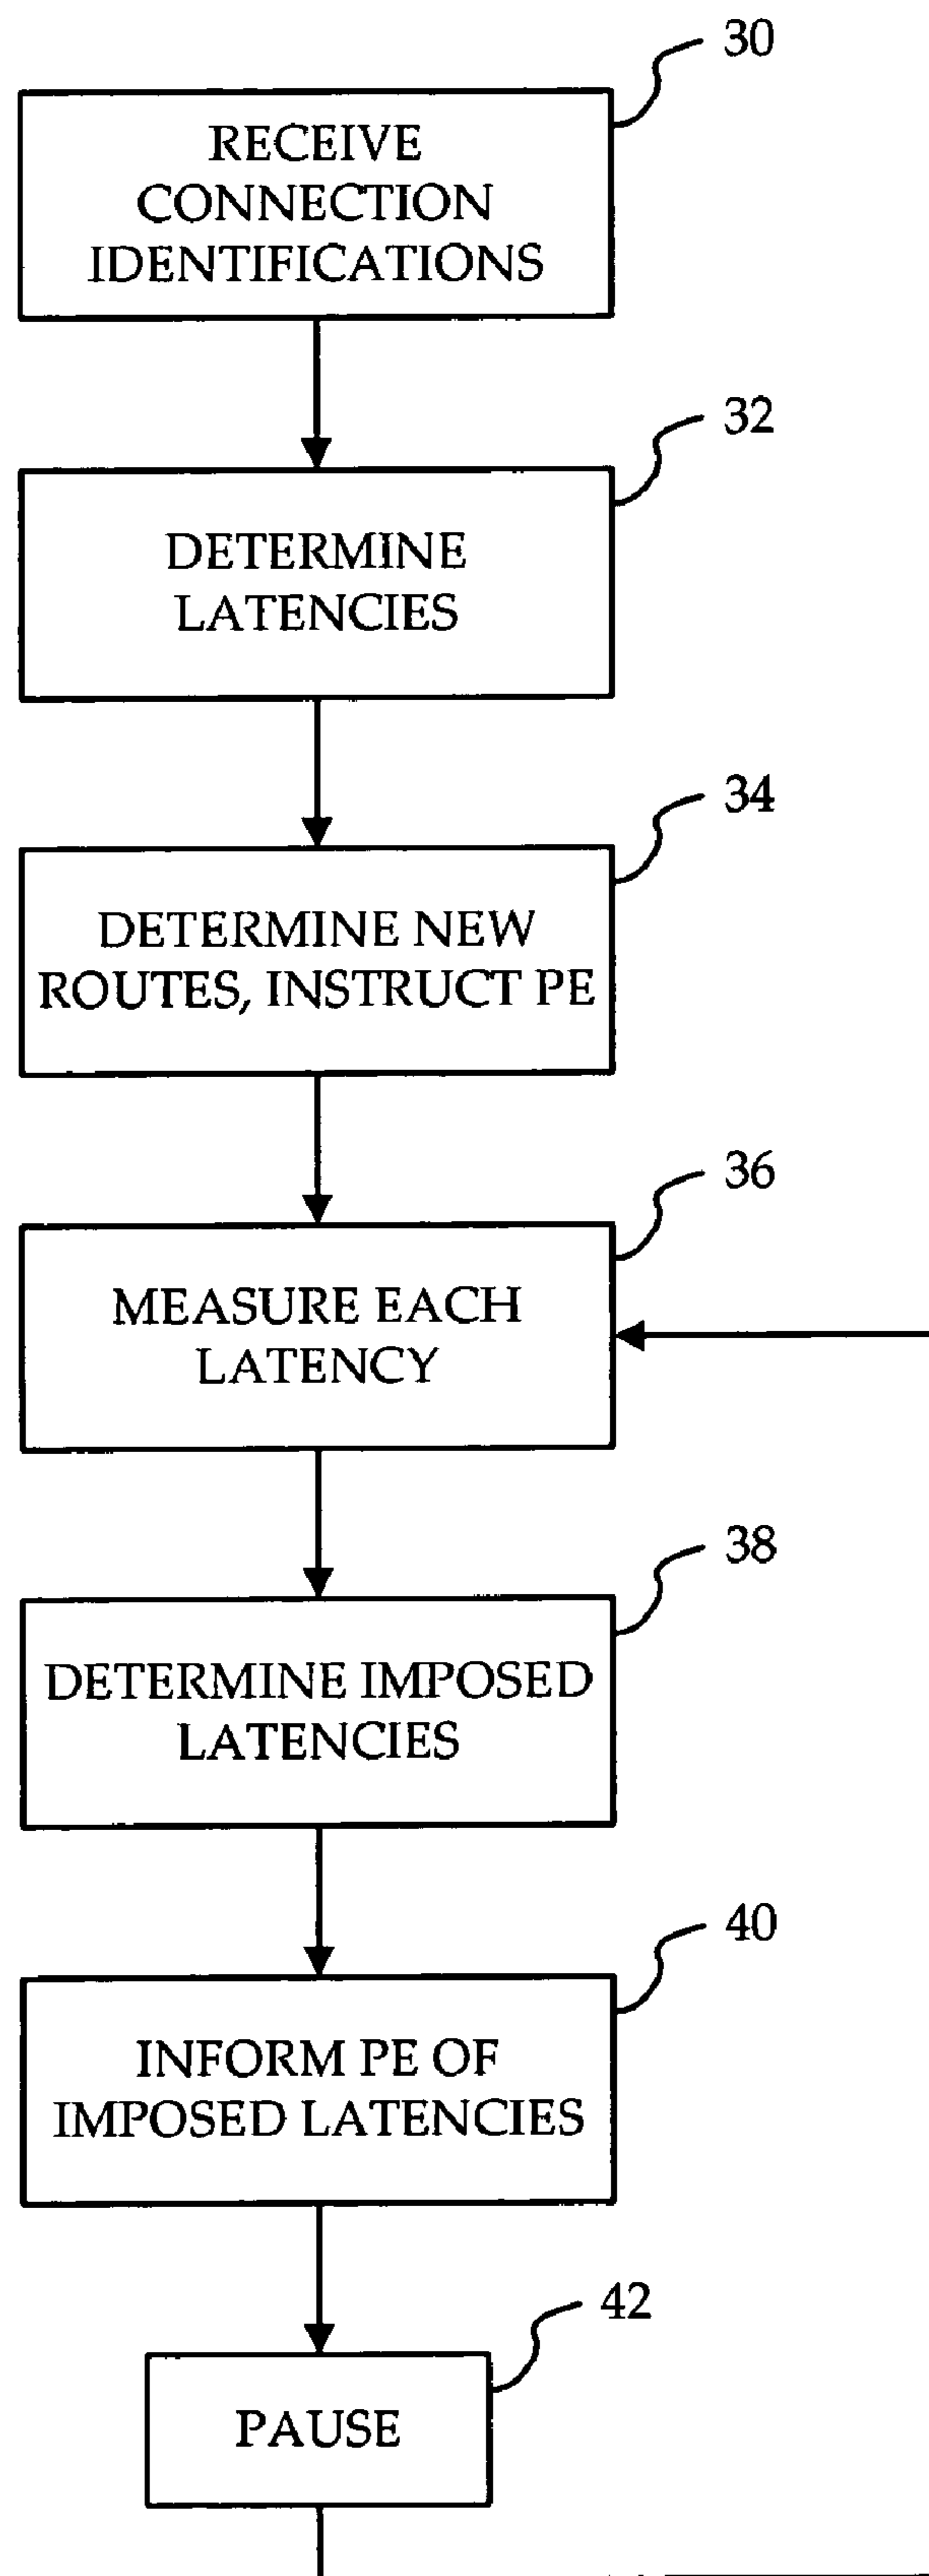 30
RECEIVE
CONNECTION
IDENTIFICATIONS
32
DETERMINE
LATENCIES
34
DETERMINE NEW
ROUTES, INSTRUCT PE
36
MEASURE EACH
LATENCY
38
DETERMINE IMPOSED
LATENCIES
40
INFORM PE OF
IMPOSED LATENCIES
42
PAUSE